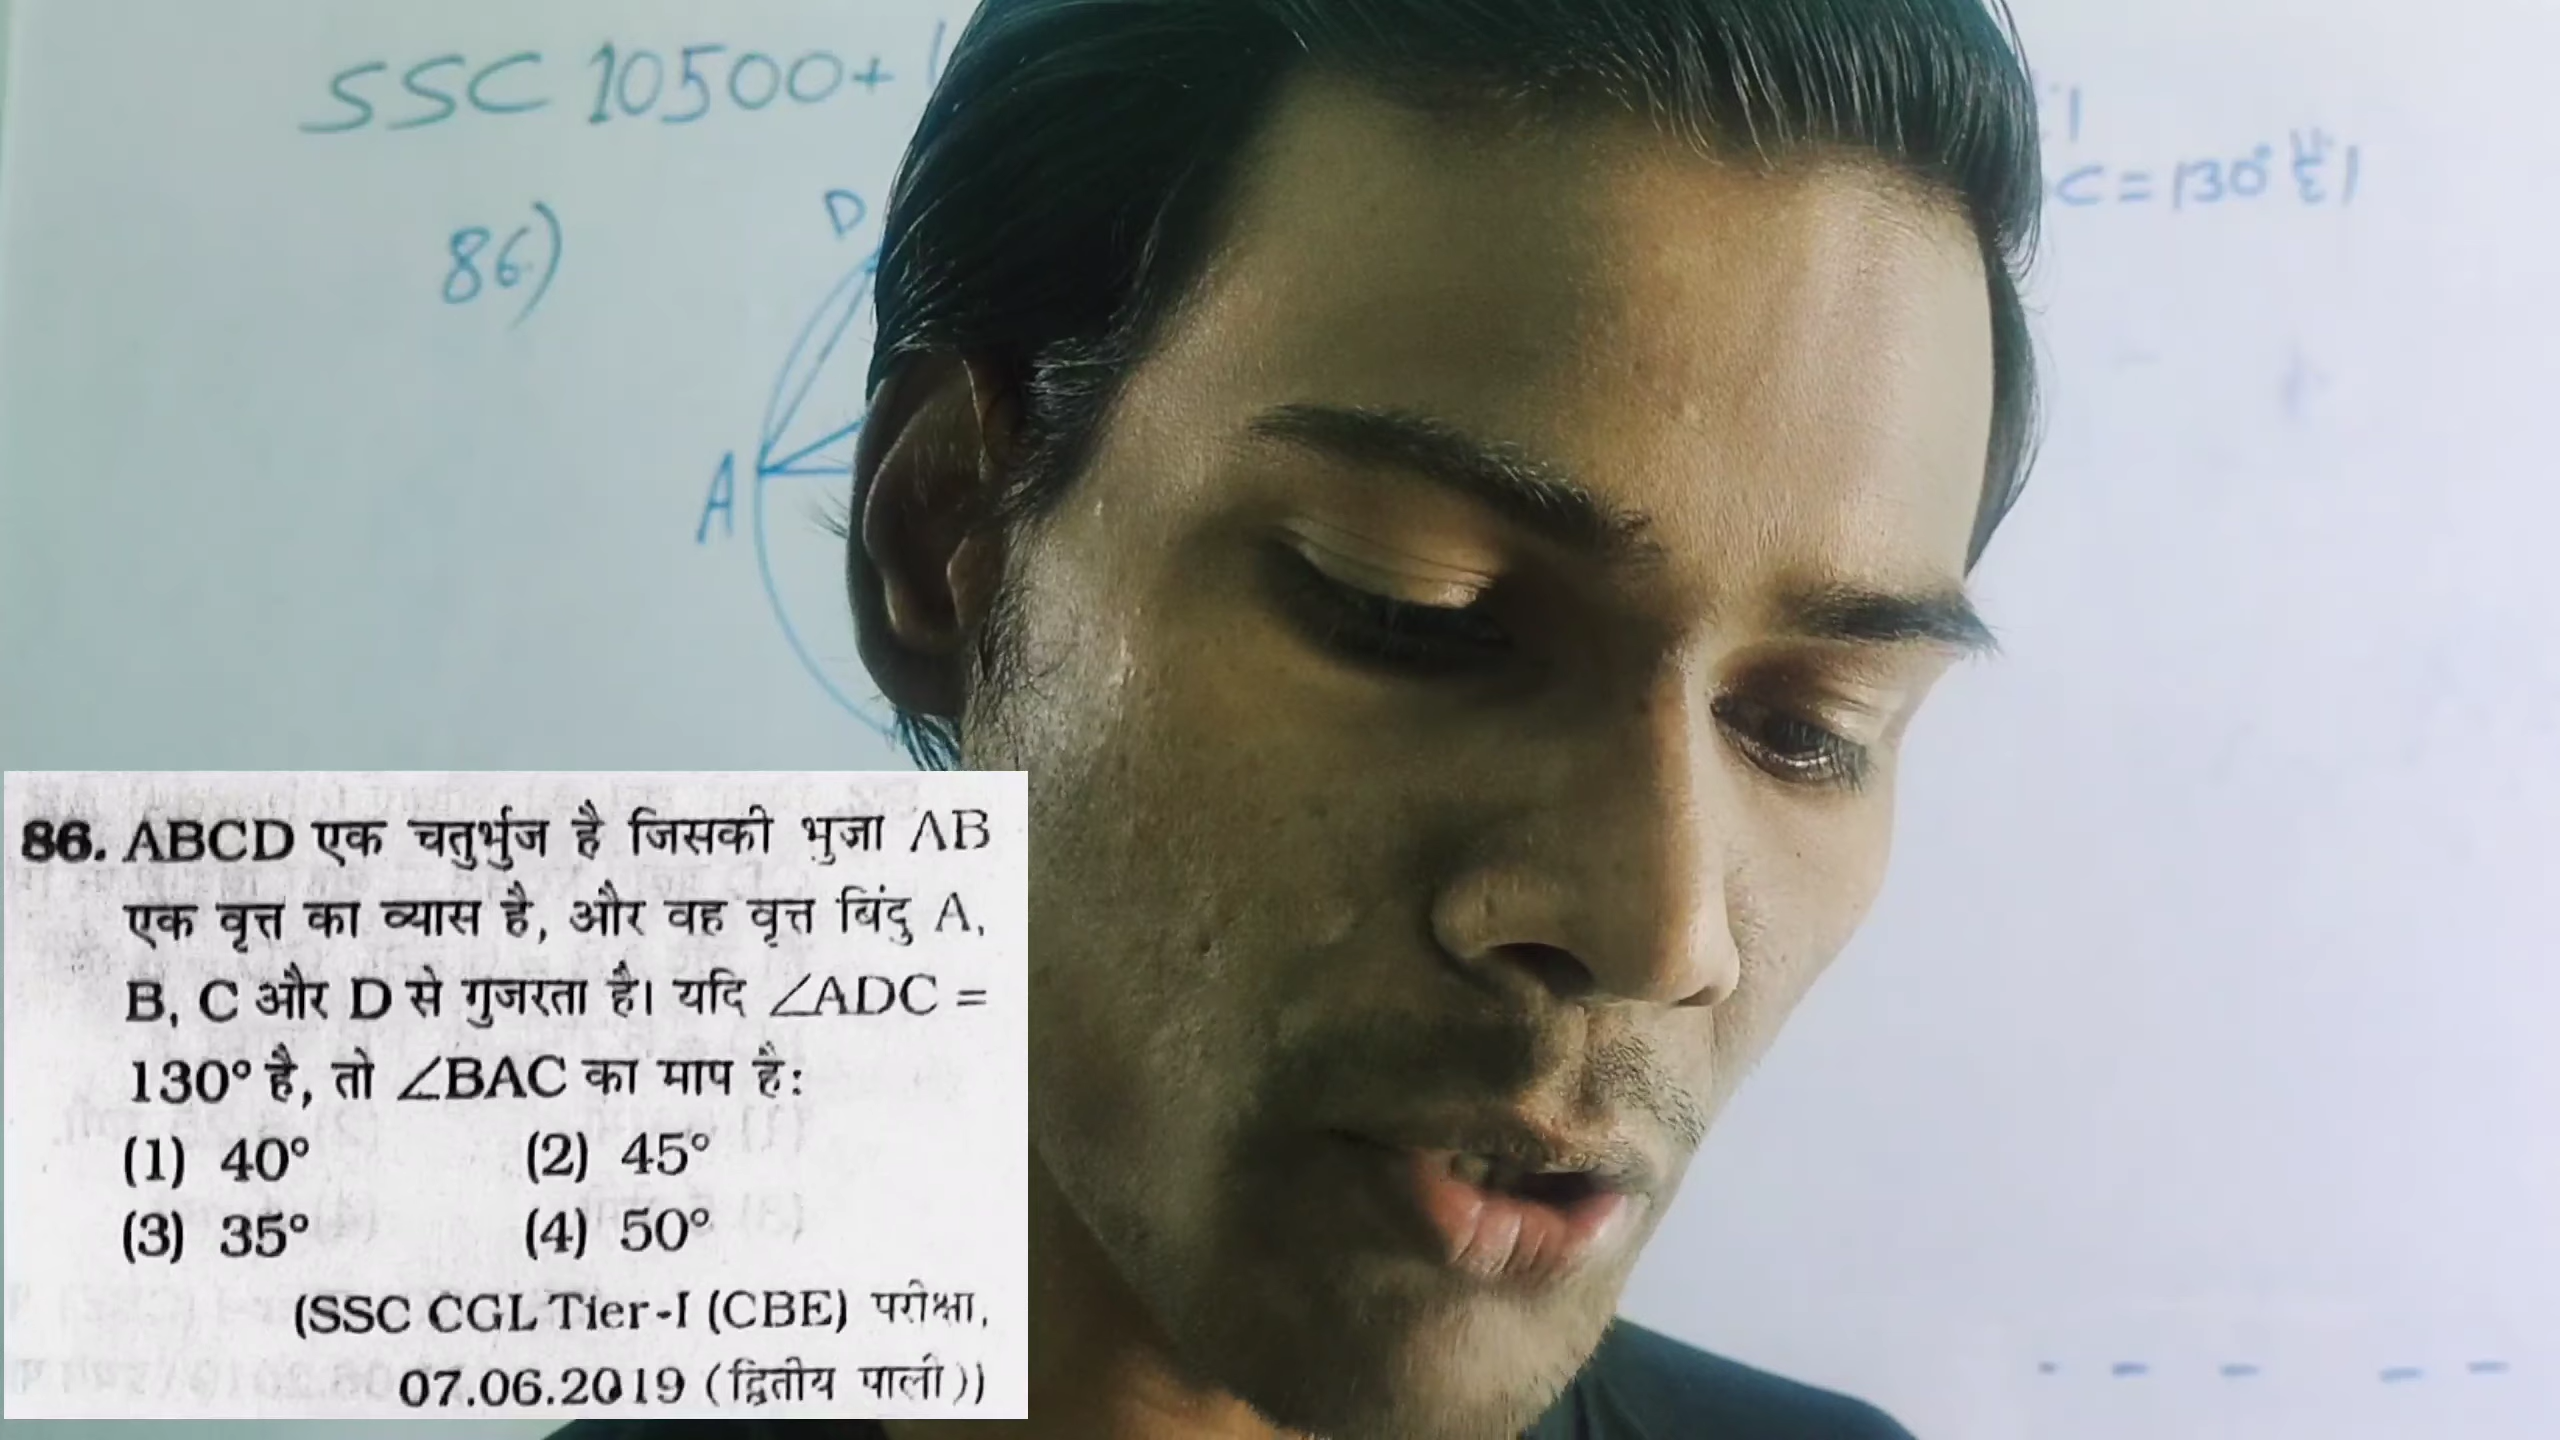 SSC 10500+
: 1
C = 130° है।
86)
D
A
86. ABCD एक चतुर्भुज है जिसकी भुजा AB
एक वृत्त का व्यास है, और वह वृत्त बिंदु A,
B, C और D से गुजरता है। यदि ∠ADC =
130° है, तो ∠BAC का माप है:
(1) 40° (2) 45°
(3) 35° (4) 50°
(SSC CGL Tier-I (CBE) परीक्षा,
07.06.2019 (द्वितीय पाली))